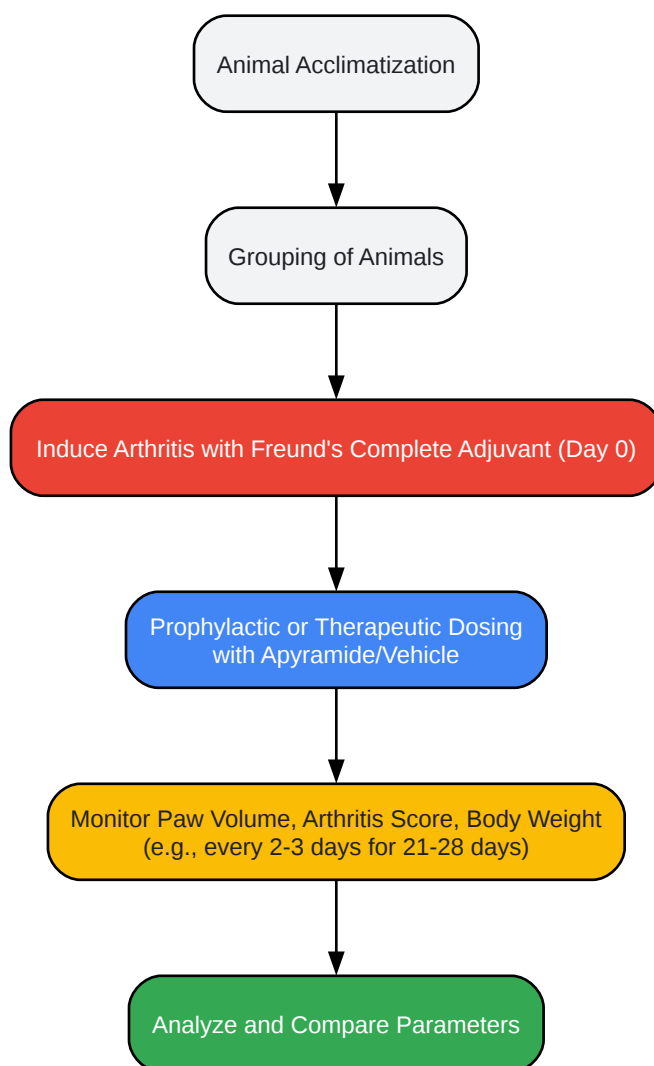 Animal Acclimatization
Grouping of Animals
Induce Arthritis with Freund's Complete Adjuvant (Day 0)
Prophylactic or Therapeutic Dosing
with Apyramide/Vehicle
Monitor Paw Volume, Arthritis Score, Body Weight
(e.g., every 2-3 days for 21-28 days)
Analyze and Compare Parameters